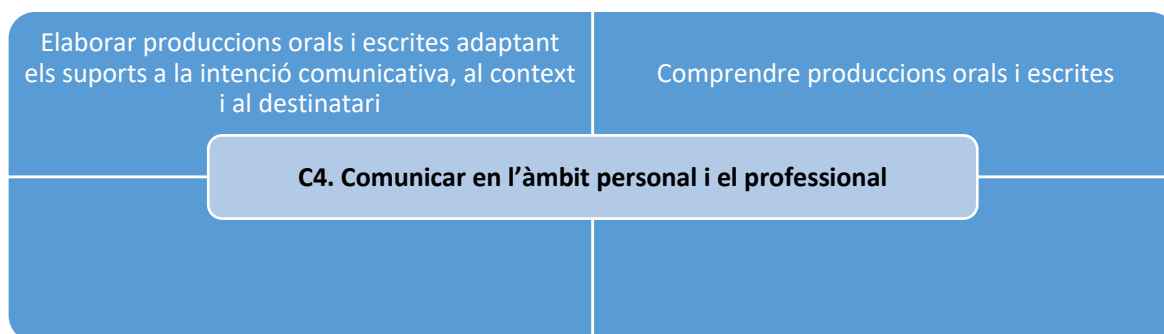 Elaborar produccions orals i escrites adaptant
els suports a la intenció comunicativa, al context
i al destinatari
Comprendre produccions orals i escrites
C4. Comunicar en l’àmbit personal i el professional